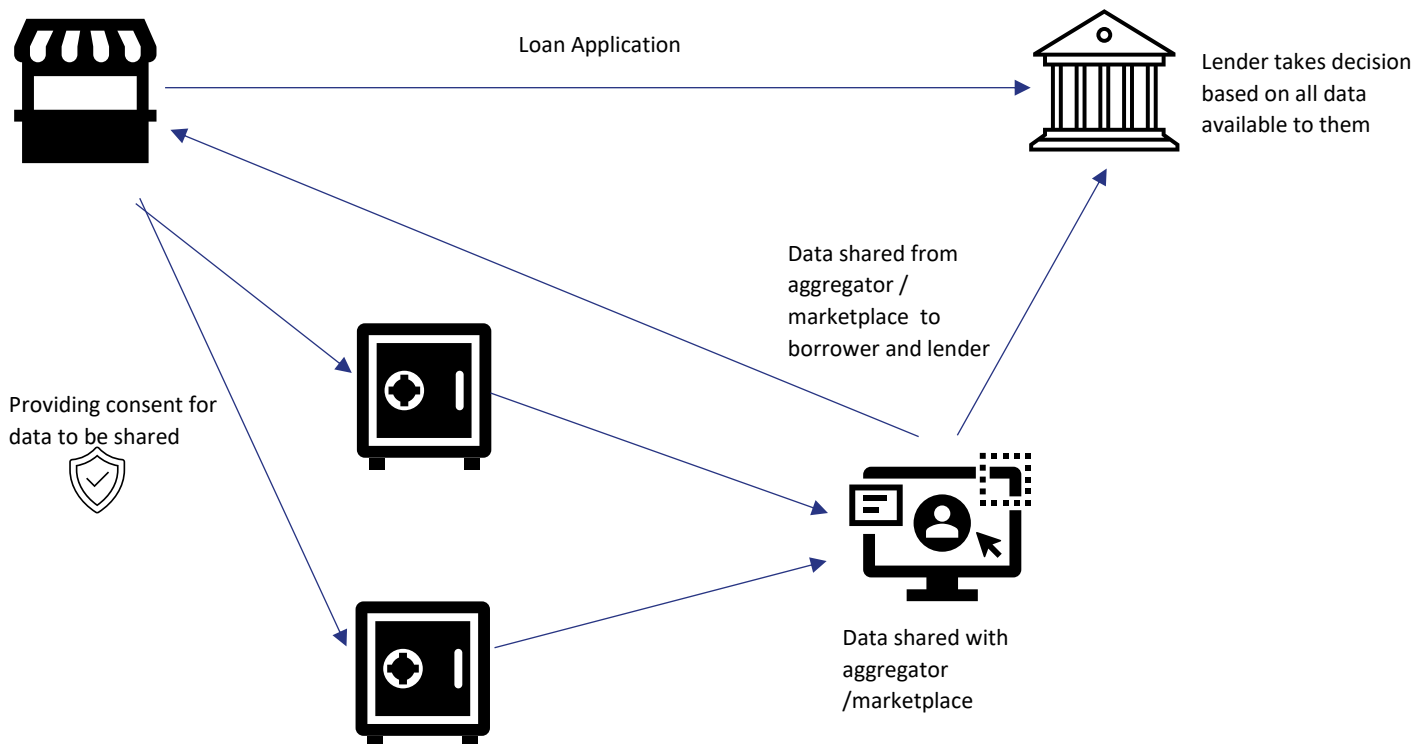 Loan Application
Lender takes decision
based on all data
available to them
Data shared from
aggregator /
marketplace to
borrower and lender
Providing consent for
data to be shared
Data shared with
aggregator
/marketplace